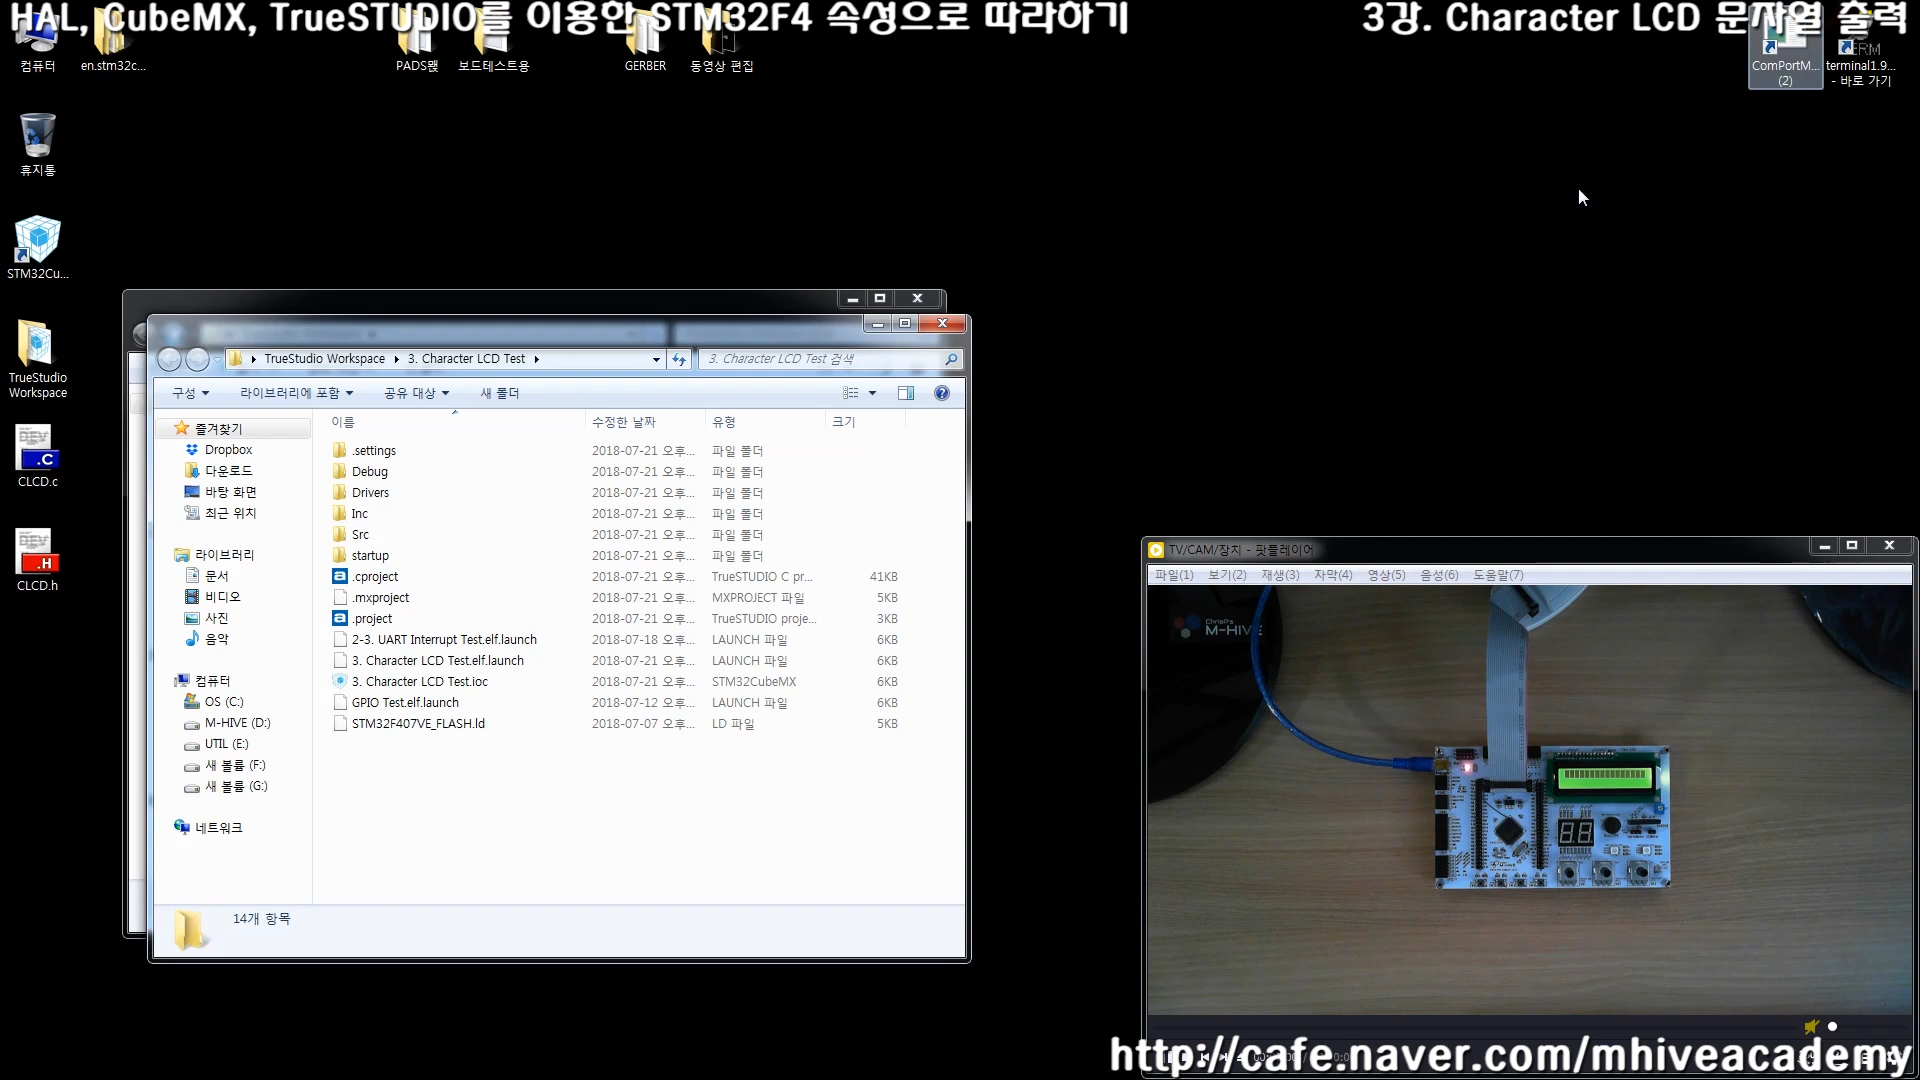 HAL, CubeMX, TrueSTUDIO를 이용한 STM32F4 속성으로 따라하기
3강. Character LCD 문자열 출력
컴퓨터
en.stm32c...
PADS팸
보드테스트용
GERBER
동영상 편집
ComPortM...
(2)
terminal1.9...
- 바로 가기
휴지통
STM32Cu...
TrueStudio
Workspace
CLCD.c
CLCD.h
TrueStudio Workspace
3. Character LCD Test
3. Character LCD Test 검색
구성
라이브러리에 포함
공유 대상
새 폴더
이름
수정한 날짜
유형
크기
즐겨찾기
Dropbox
다운로드
바탕 화면
최근 위치
라이브러리
문서
비디오
사진
음악
컴퓨터
OS (C:)
M-HIVE (D:)
UTIL (E:)
새 볼륨 (F:)
새 볼륨 (G:)
네트워크
.settings 2018-07-21 오후... 파일 폴더
Debug 2018-07-21 오후... 파일 폴더
Drivers 2018-07-21 오후... 파일 폴더
Inc 2018-07-21 오후... 파일 폴더
Src 2018-07-21 오후... 파일 폴더
startup 2018-07-21 오후... 파일 폴더
.cproject 2018-07-21 오후... TrueSTUDIO C pr... 41KB
.mxproject 2018-07-21 오후... MXPROJECT 파일 5KB
.project 2018-07-21 오후... TrueSTUDIO proje... 3KB
2-3. UART Interrupt Test.elf.launch 2018-07-18 오후... LAUNCH 파일 6KB
3. Character LCD Test.elf.launch 2018-07-21 오후... LAUNCH 파일 6KB
3. Character LCD Test.ioc 2018-07-21 오후... STM32CubeMX 6KB
GPIO Test.elf.launch 2018-07-12 오후... LAUNCH 파일 6KB
STM32F407VE_FLASH.ld 2018-07-07 오후... LD 파일 5KB
14개 항목
TV/CAM/장치 - 팟플레이어
파일(1) 보기(2) 재생(3) 자막(4) 영상(5) 음성(6) 도움말(7)
ChrisP's
M-HIVE
http://cafe.naver.com/mhiveacademy